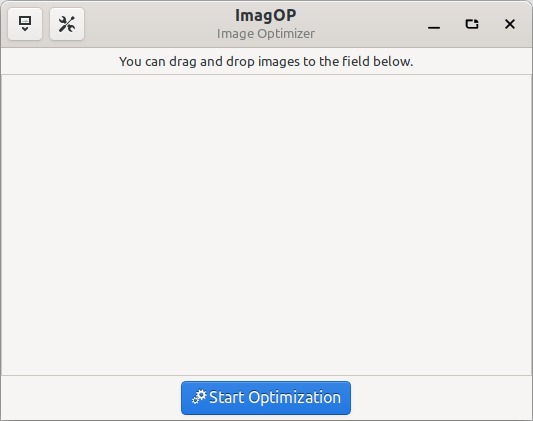 ImagOP
Image Optimizer
You can drag and drop images to the field below.
Start Optimization